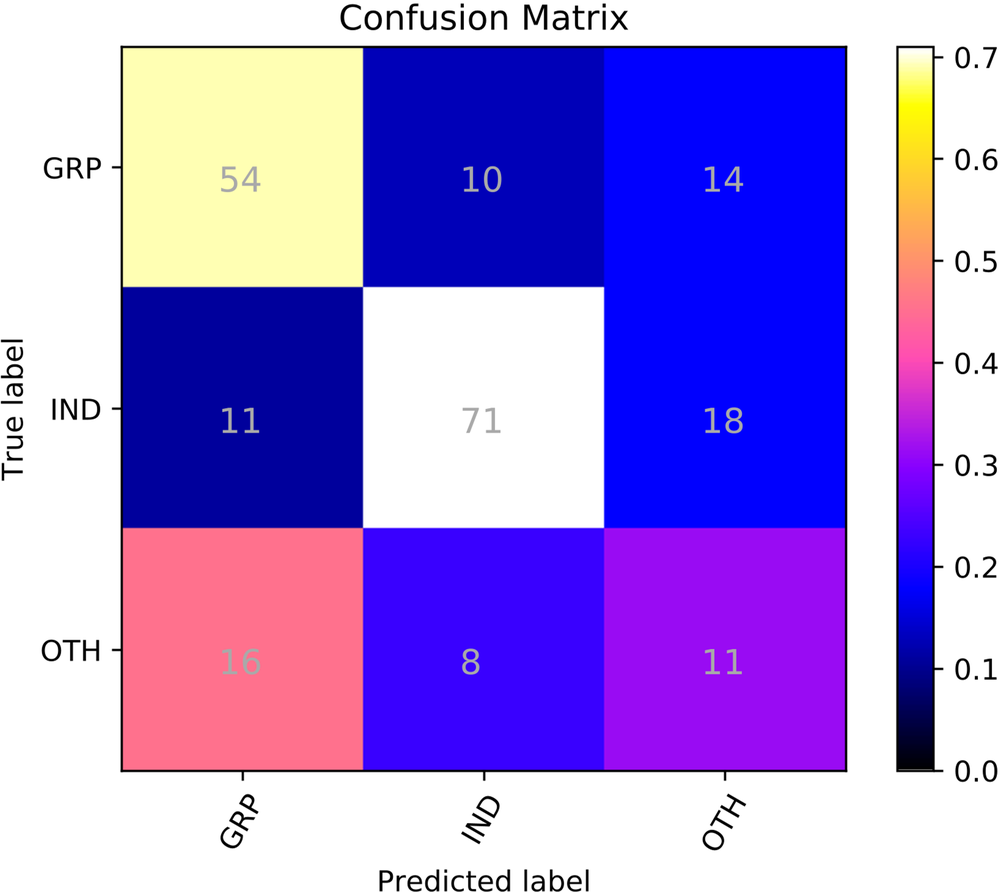 Confusion Matrix
True label
GRP
54 10 14
IND
11 71 18
OTH
16 8 11
GRP IND OTH
Predicted label
0.7
0.6
0.5
0.4
0.3
0.2
0.1
0.0